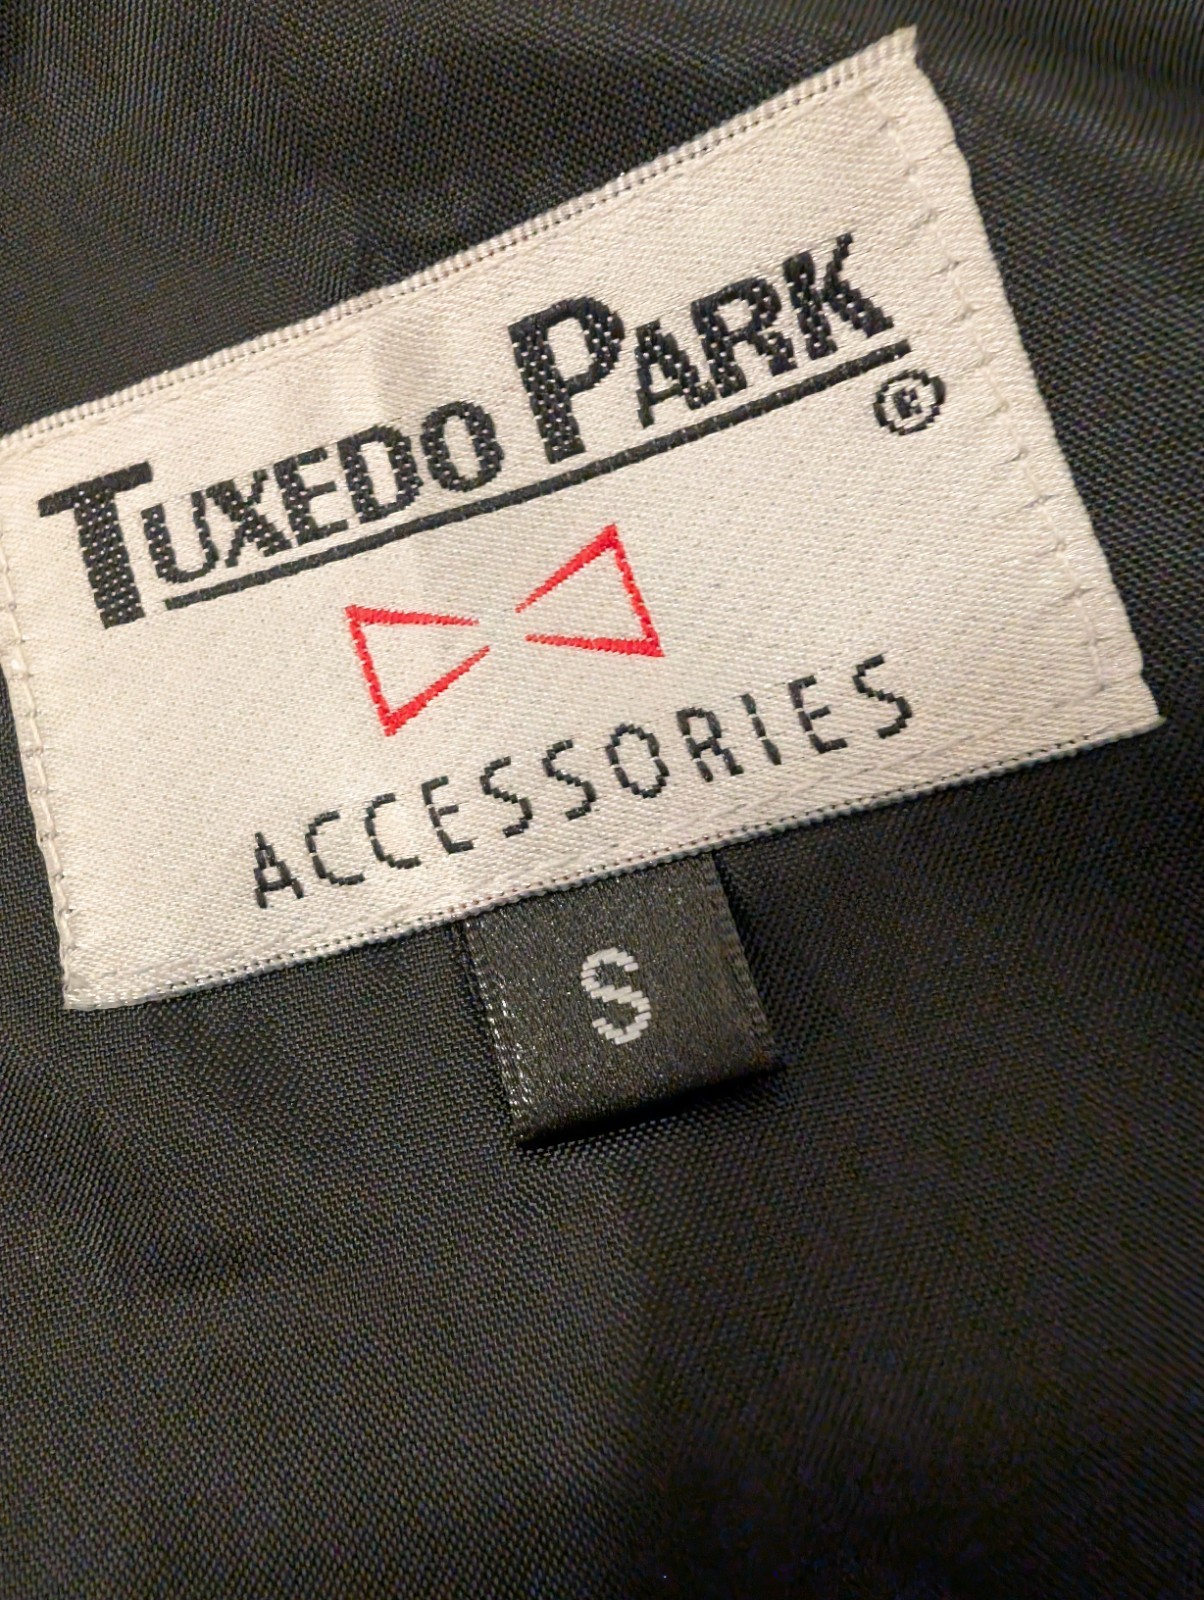 TUXEDO PARK
®
ACCESSORIES
S